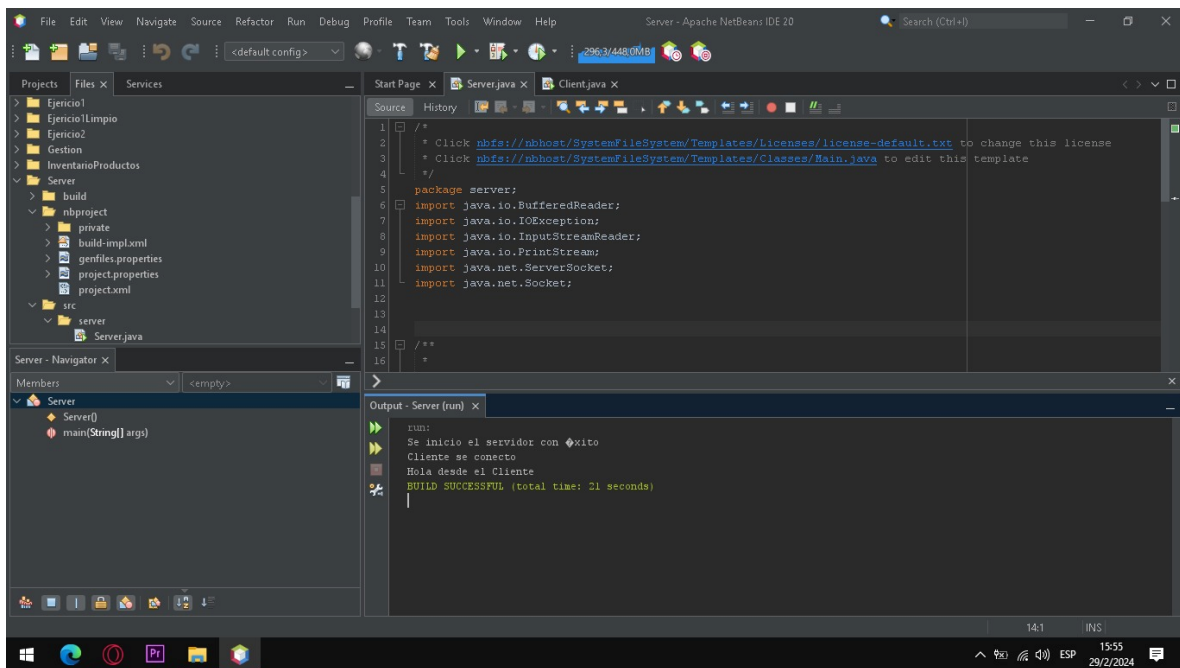 File Edit View Navigate Source Refactor Run Debug Profile Team Tools Window Help Server - Apache NetBeans IDE 20 Search (Ctrl+I)
<default config> 296,3/448,0MB
Projects Files Services
Ejericio1
Ejericio1Limpio
Ejericio2
Gestion
InventarioProductos
Server
build
nbproject
private
build-impl.xml
genfiles.properties
project.properties
project.xml
src
server
Server.java
Server - Navigator
Members <empty>
Server
Server()
main(String[] args)
Start Page Server.java Client.java
Source History
1 /*
2 * Click nbfs://nbhost/SystemFileSystem/Templates/Licenses/license-default.txt to change this license
3 * Click nbfs://nbhost/SystemFileSystem/Templates/Classes/Main.java to edit this template
4 */
5 package server;
6 import java.io.BufferedReader;
7 import java.io.IOException;
8 import java.io.InputStreamReader;
9 import java.io.PrintStream;
10 import java.net.ServerSocket;
11 import java.net.Socket;
12
13
14
15 /**
16 *
Output - Server (run)
run:
Se inicio el servidor con �xito
Cliente se conecto
Hola desde el Cliente
BUILD SUCCESSFUL (total time: 21 seconds)
14:1 INS
Pr
ESP
15:55
29/2/2024